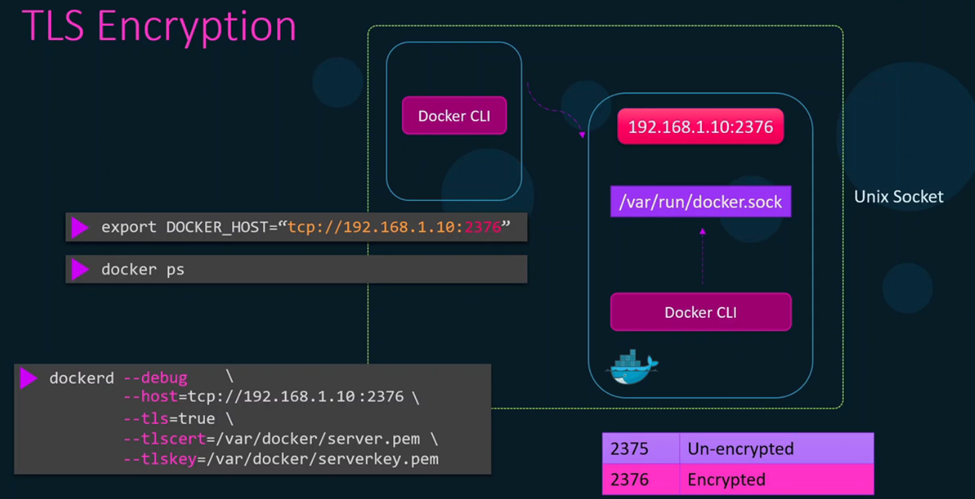 TLS Encryption
Docker CLI
192.168.1.10:2376
/var/run/docker.sock
Unix Socket
export DOCKER_HOST=“tcp://192.168.1.10:2376”
docker ps
Docker CLI
dockerd --debug \
--host=tcp://192.168.1.10:2376 \
--tls=true \
--tlscert=/var/docker/server.pem \
--tlskey=/var/docker/serverkey.pem
2375 Un-encrypted
2376 Encrypted